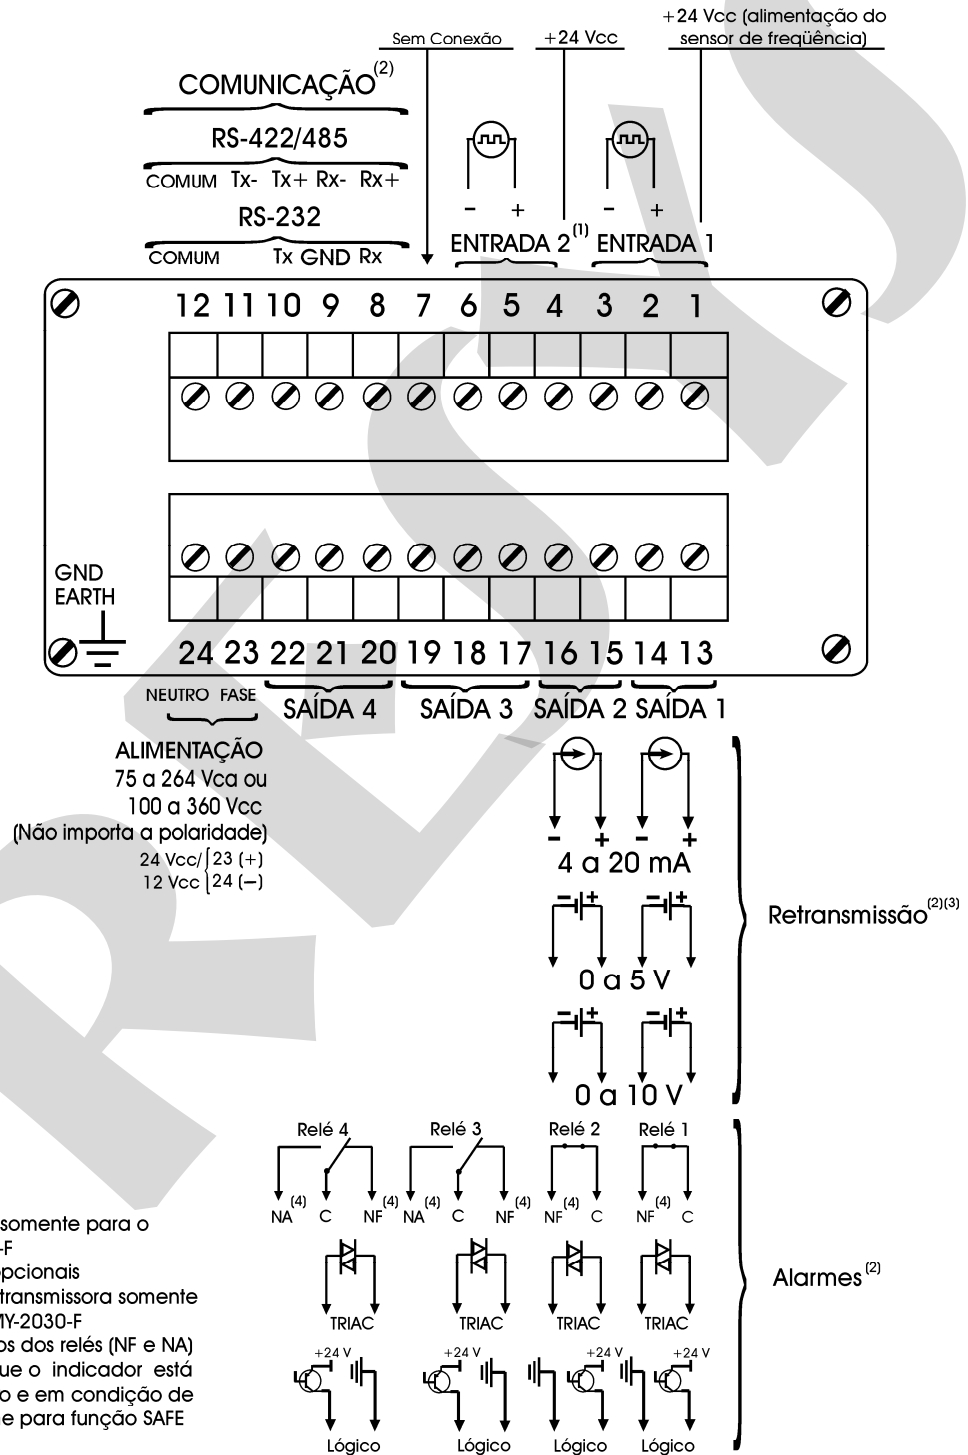 +24 Vcc (alimentação do
sensor de freqüência)
Sem Conexão
+24 Vcc
COMUNICAÇÃO(2)
RS-422/485
COMUM Tx- Tx+ Rx- Rx+
RS-232
COMUM Tx GND Rx
- +
- +
ENTRADA 2(1) ENTRADA 1
12 11 10 9 8 7 6 5 4 3 2 1
GND
EARTH
24 23 22 21 20 19 18 17 16 15 14 13
NEUTRO FASE
SAÍDA 4 SAÍDA 3 SAÍDA 2 SAÍDA 1
ALIMENTAÇÃO
75 a 264 Vca ou
100 a 360 Vcc
(Não importa a polaridade)
24 Vcc/ 23 (+)
12 Vcc 24 (–)
- + - +
4 a 20 mA
- + - +
0 a 5 V
- + - +
0 a 10 V
Retransmissão(2)(3)
Relé 4 Relé 3 Relé 2 Relé 1
NA(4) C NF(4) NA(4) C NF(4) NF(4) C NF(4) C
TRIAC TRIAC TRIAC TRIAC
+24 V +24 V +24 V +24 V
Lógico Lógico Lógico Lógico
Alarmes(2)
somente para o
-F
opcionais
transmissora somente
MY-2030-F
os dos relés (NF e NA)
que o indicador está
o e em condição de
e para função SAFE
PRESYS